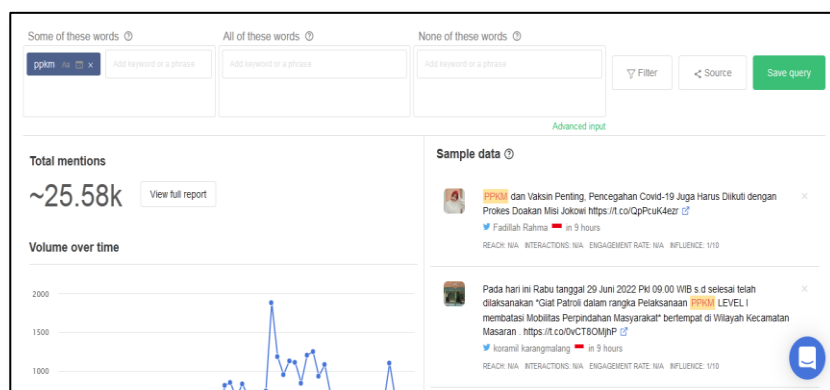 Some of these words
All of these words
None of these words
ppkm Aa x
Add keyword or a phrase
Add keyword or a phrase
Add keyword or a phrase
Filter
Source
Save query
Advanced input
Total mentions
~25.58k
View full report
Volume over time
2000
1500
1000
Sample data
PPKM dan Vaksin Penting, Pencegahan Covid-19 Juga Harus Diikuti dengan
Prokes Doakan Misi Jokowi https://t.co/QpPcuK4ezr
Fadillah Rahma in 9 hours
REACH: N/A INTERACTIONS: N/A ENGAGEMENT RATE: N/A INFLUENCE: 1/10
Pada hari ini Rabu tanggal 29 Juni 2022 Pkl 09.00 WIB s.d selesai telah
dilaksanakan "Giat Patroli dalam rangka Pelaksanaan PPKM LEVEL I
membatasi Mobilitas Perpindahan Masyarakat" bertempat di Wilayah Kecamatan
Masaran . https://t.co/0vCT8OMjhP
koramil karangmalang in 9 hours
REACH: N/A INTERACTIONS: N/A ENGAGEMENT RATE: N/A INFLUENCE: 1/10